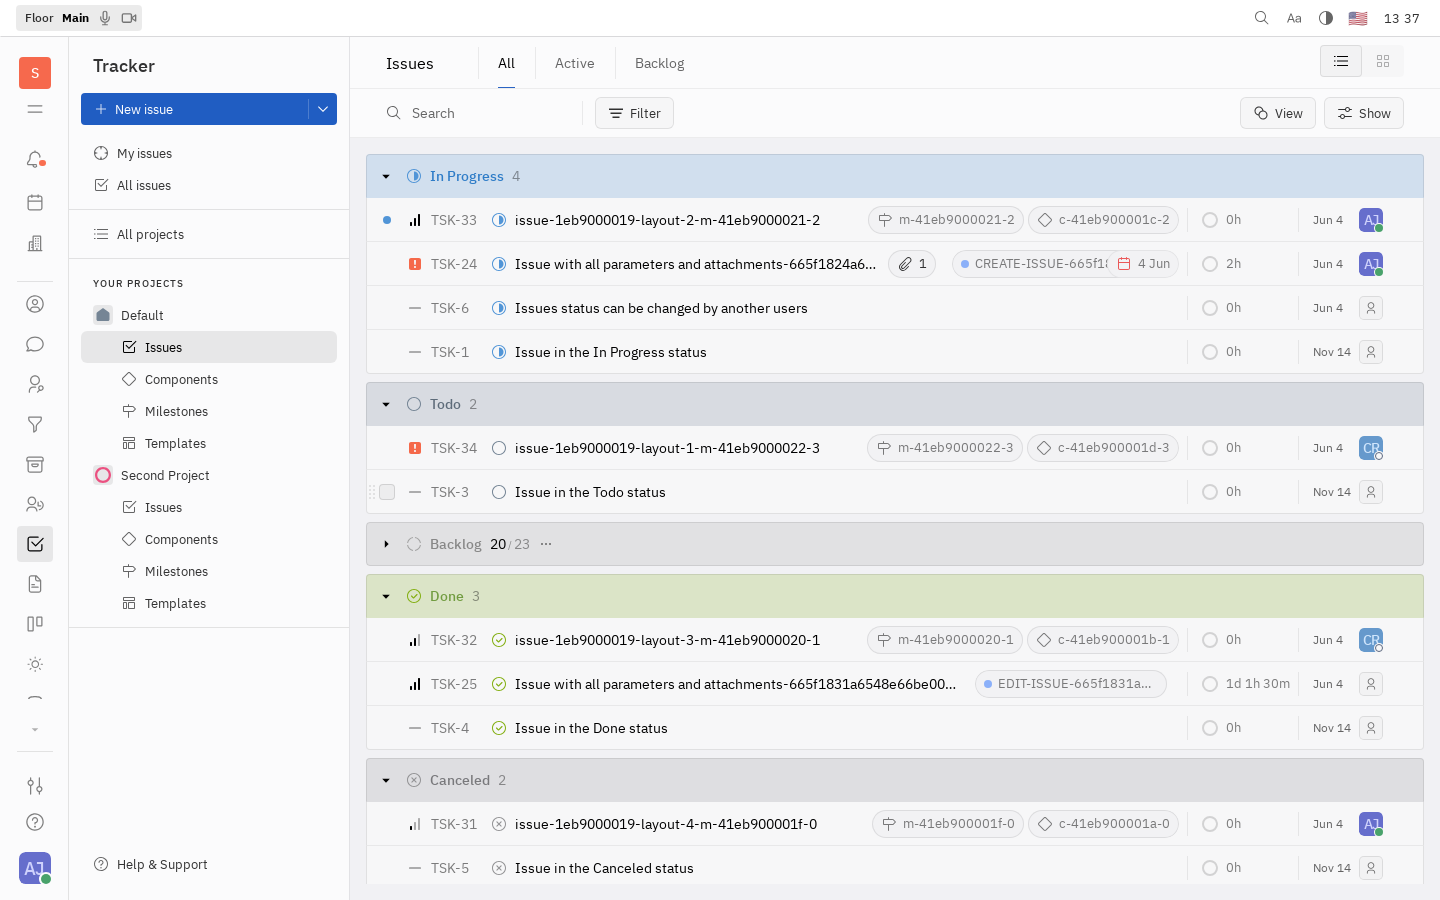 Floor Main
Aa
13 37
S
Tracker
New issue
My issues
All issues
All projects
YOUR PROJECTS
Default
Issues
Components
Milestones
Templates
Second Project
Issues
Components
Milestones
Templates
Help & Support
AJ
Issues
All
Active
Backlog
Search
Filter
View
Show
In Progress 4
TSK-33 issue-1eb9000019-layout-2-m-41eb9000021-2 m-41eb9000021-2 c-41eb900001c-2 0h Jun 4 AJ
TSK-24 Issue with all parameters and attachments-665f1824a6... 1 CREATE-ISSUE-665f18 4 Jun 2h Jun 4 AJ
TSK-6 Issues status can be changed by another users 0h Jun 4
TSK-1 Issue in the In Progress status 0h Nov 14
Todo 2
TSK-34 issue-1eb9000019-layout-1-m-41eb9000022-3 m-41eb9000022-3 c-41eb900001d-3 0h Jun 4 CR
TSK-3 Issue in the Todo status 0h Nov 14
Backlog 20/23 ...
Done 3
TSK-32 issue-1eb9000019-layout-3-m-41eb9000020-1 m-41eb9000020-1 c-41eb900001b-1 0h Jun 4 CR
TSK-25 Issue with all parameters and attachments-665f1831a6548e66be00... EDIT-ISSUE-665f1831a... 1d 1h 30m Jun 4
TSK-4 Issue in the Done status 0h Nov 14
Canceled 2
TSK-31 issue-1eb9000019-layout-4-m-41eb900001f-0 m-41eb900001f-0 c-41eb900001a-0 0h Jun 4 AJ
TSK-5 Issue in the Canceled status 0h Nov 14